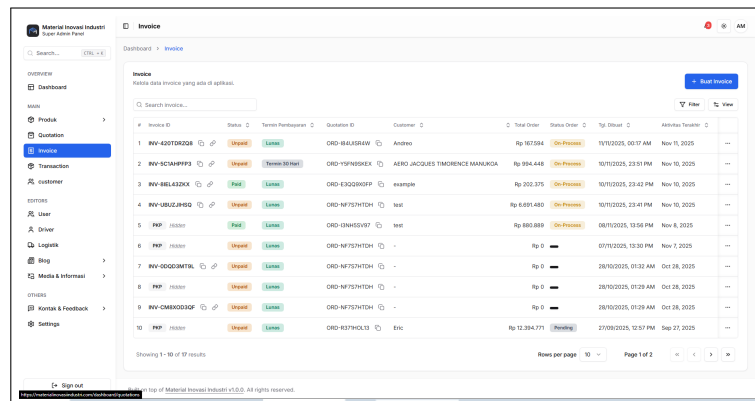 Material Inovasi Industri
Super Admin Panel
Search... CTRL + K
OVERVIEW
Dashboard
MAIN
Produk
Quotation
Invoice
Transaction
customer
EDITORS
User
Driver
Logistik
Blog
Media & Informasi
OTHERS
Kontak & Feedback
Settings
Sign out
https://materialinovasindustri.com/dashboard/quotations
Invoice
AM
Dashboard > Invoice
Invoice
Kelola data invoice yang ada di aplikasi.
+ Buat Invoice
Search invoice...
Filter View
# Invoice ID Status Termin Pembayaran Quotation ID Customer Total Order Status Order Tgl. Dibuat Aktivitas Terakhir
1 INV-420TDRZQ8 Unpaid Lunas ORD-I84UISR4W Andreo Rp 167.594 On-Process 11/11/2025, 00:17 AM Nov 11, 2025
2 INV-5C1AHPFP3 Unpaid Termin 30 Hari ORD-Y5FN9SKEX AERO JACQUES TIMORENCE MANUKOA Rp 994.448 On-Process 10/11/2025, 23:51 PM Nov 10, 2025
3 INV-8IEL43ZKX Paid Lunas ORD-E3QQ9X0FP example Rp 202.375 On-Process 10/11/2025, 23:42 PM Nov 10, 2025
4 INV-UBUZJIHSQ Unpaid Lunas ORD-NF7S7HTDH test Rp 6.691.480 On-Process 10/11/2025, 23:41 PM Nov 10, 2025
5 PKP Hidden Paid Lunas ORD-I3NH5SV97 test Rp 880.889 On-Process 08/11/2025, 13:56 PM Nov 8, 2025
6 PKP Hidden Unpaid Lunas ORD-NF7S7HTDH - Rp 0 07/11/2025, 13:30 PM Nov 7, 2025
7 INV-0DQD3MT9L Unpaid Lunas ORD-NF7S7HTDH - Rp 0 28/10/2025, 01:32 AM Oct 28, 2025
8 PKP Hidden Unpaid Lunas ORD-NF7S7HTDH - Rp 0 28/10/2025, 01:29 AM Oct 28, 2025
9 INV-CM8XOD3QF Unpaid Lunas ORD-NF7S7HTDH - Rp 0 28/10/2025, 01:29 AM Oct 28, 2025
10 PKP Hidden Unpaid Lunas ORD-R371HOL13 Eric Rp 12.394.771 Pending 27/09/2025, 12:57 PM Sep 27, 2025
Showing 1 - 10 of 17 results
Rows per page 10 Page 1 of 2
on top of Material Inovasi Industri v1.0.0. All rights reserved.